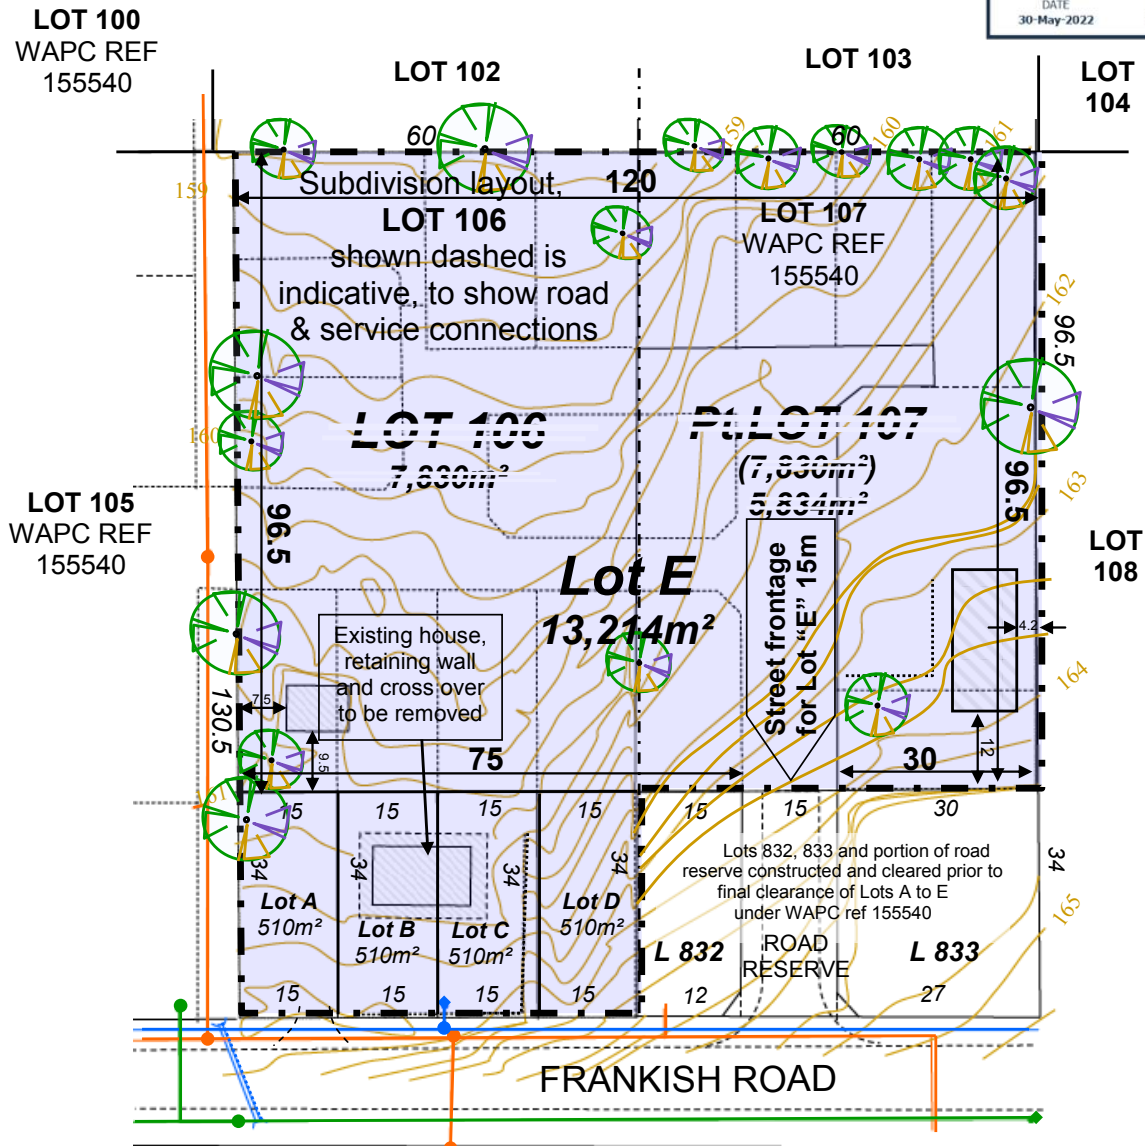 DATE
30-May-2022
LOT 100
WAPC REF
155540
LOT 102
LOT 103
LOT
104
60
60
159
160
161
159
Subdivision layout,
LOT 106
shown dashed is
indicative, to show road
& service connections
120
LOT 107
WAPC REF
155540
162
96.5
LOT 106
7,830m²
Pt.LOT 107
(7,830m²)
5,834m²
160
163
LOT 105
WAPC REF
155540
96.5
96.5
LOT
108
Lot E
13,214m²
Street frontage
for Lot "E" 15m
Existing house,
retaining wall
and cross over
to be removed
4.2
164
7.5
130.5
9.5
12
75
30
161
15
15
15
15
15
15
30
34
34
34
34
34
Lots 832, 833 and portion of road
reserve constructed and cleared prior to
final clearance of Lots A to E
under WAPC ref 155540
165
Lot A
510m²
Lot B
510m²
Lot C
510m²
Lot D
510m²
L 832
ROAD
RESERVE
L 833
15
15
15
15
12
27
FRANKISH ROAD